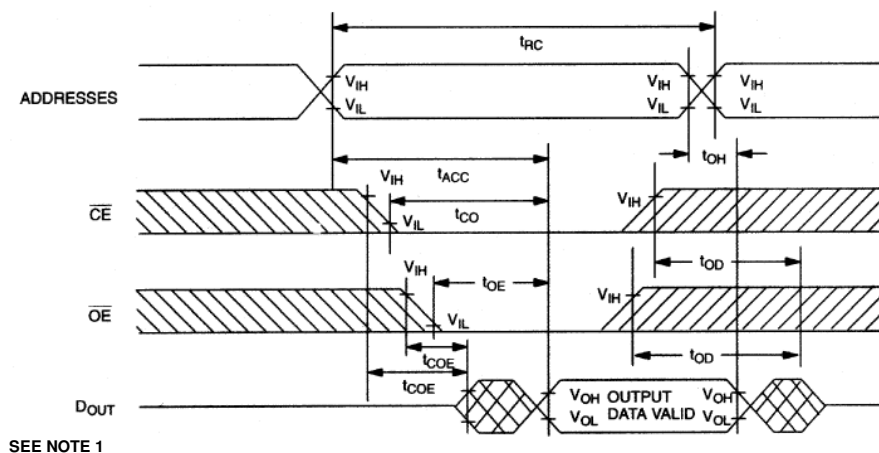 tRC
ADDRESSES
VIH
VIL
VIH
VIL
VIH
VIL
tOH
tACC
VIH
VIH
CE
tCO
VIL
tOD
VIH
tOE
VIH
OE
VIL
tCOE
tOD
tCOE
DOUT
VOH OUTPUT VOH
VOL DATA VALID VOL
SEE NOTE 1